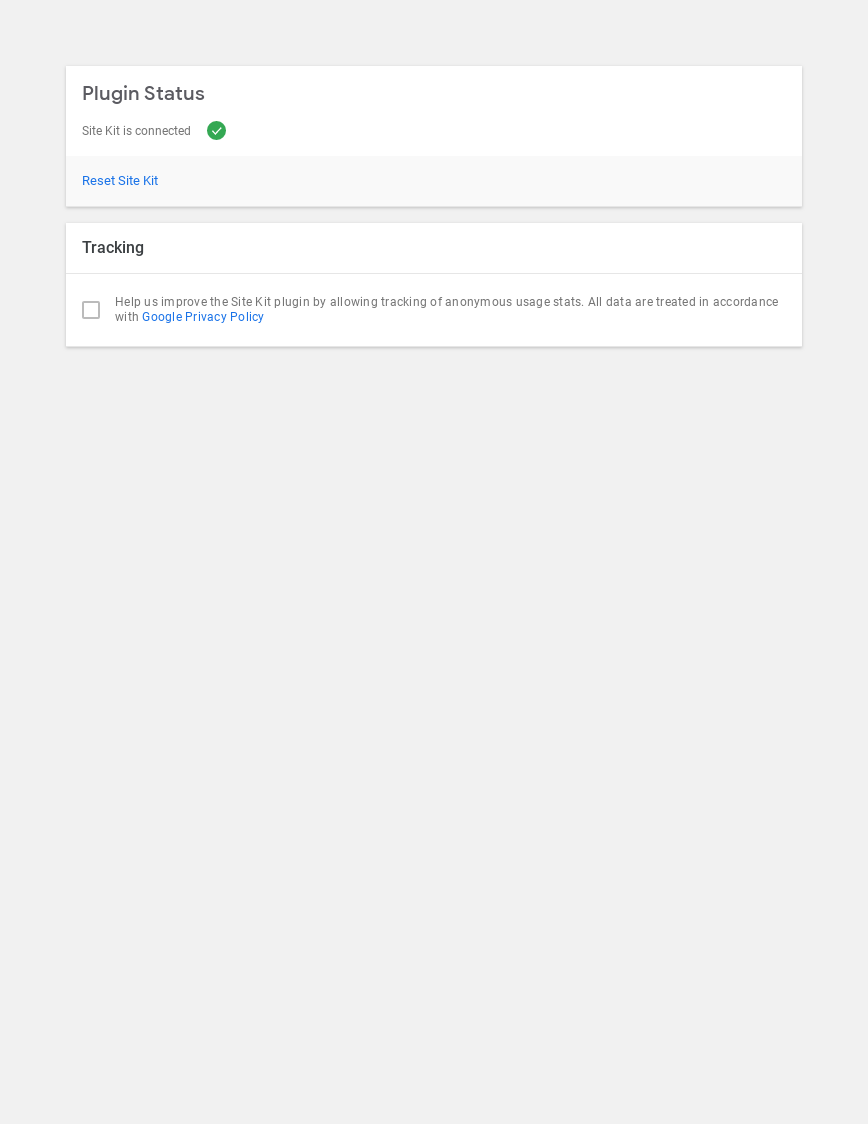 Plugin Status
Site Kit is connected
Reset Site Kit
Tracking
Help us improve the Site Kit plugin by allowing tracking of anonymous usage stats. All data are treated in accordance
with Google Privacy Policy